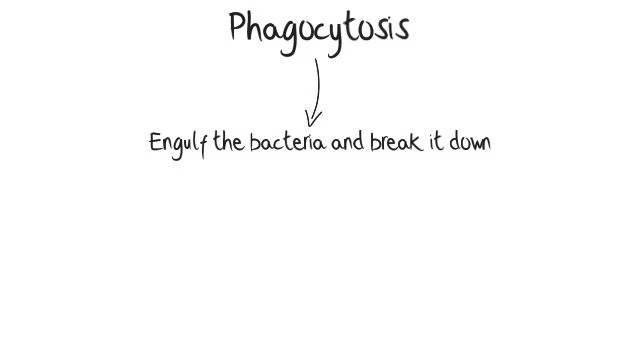 Phagocytosis
Engulf the bacteria and break it down